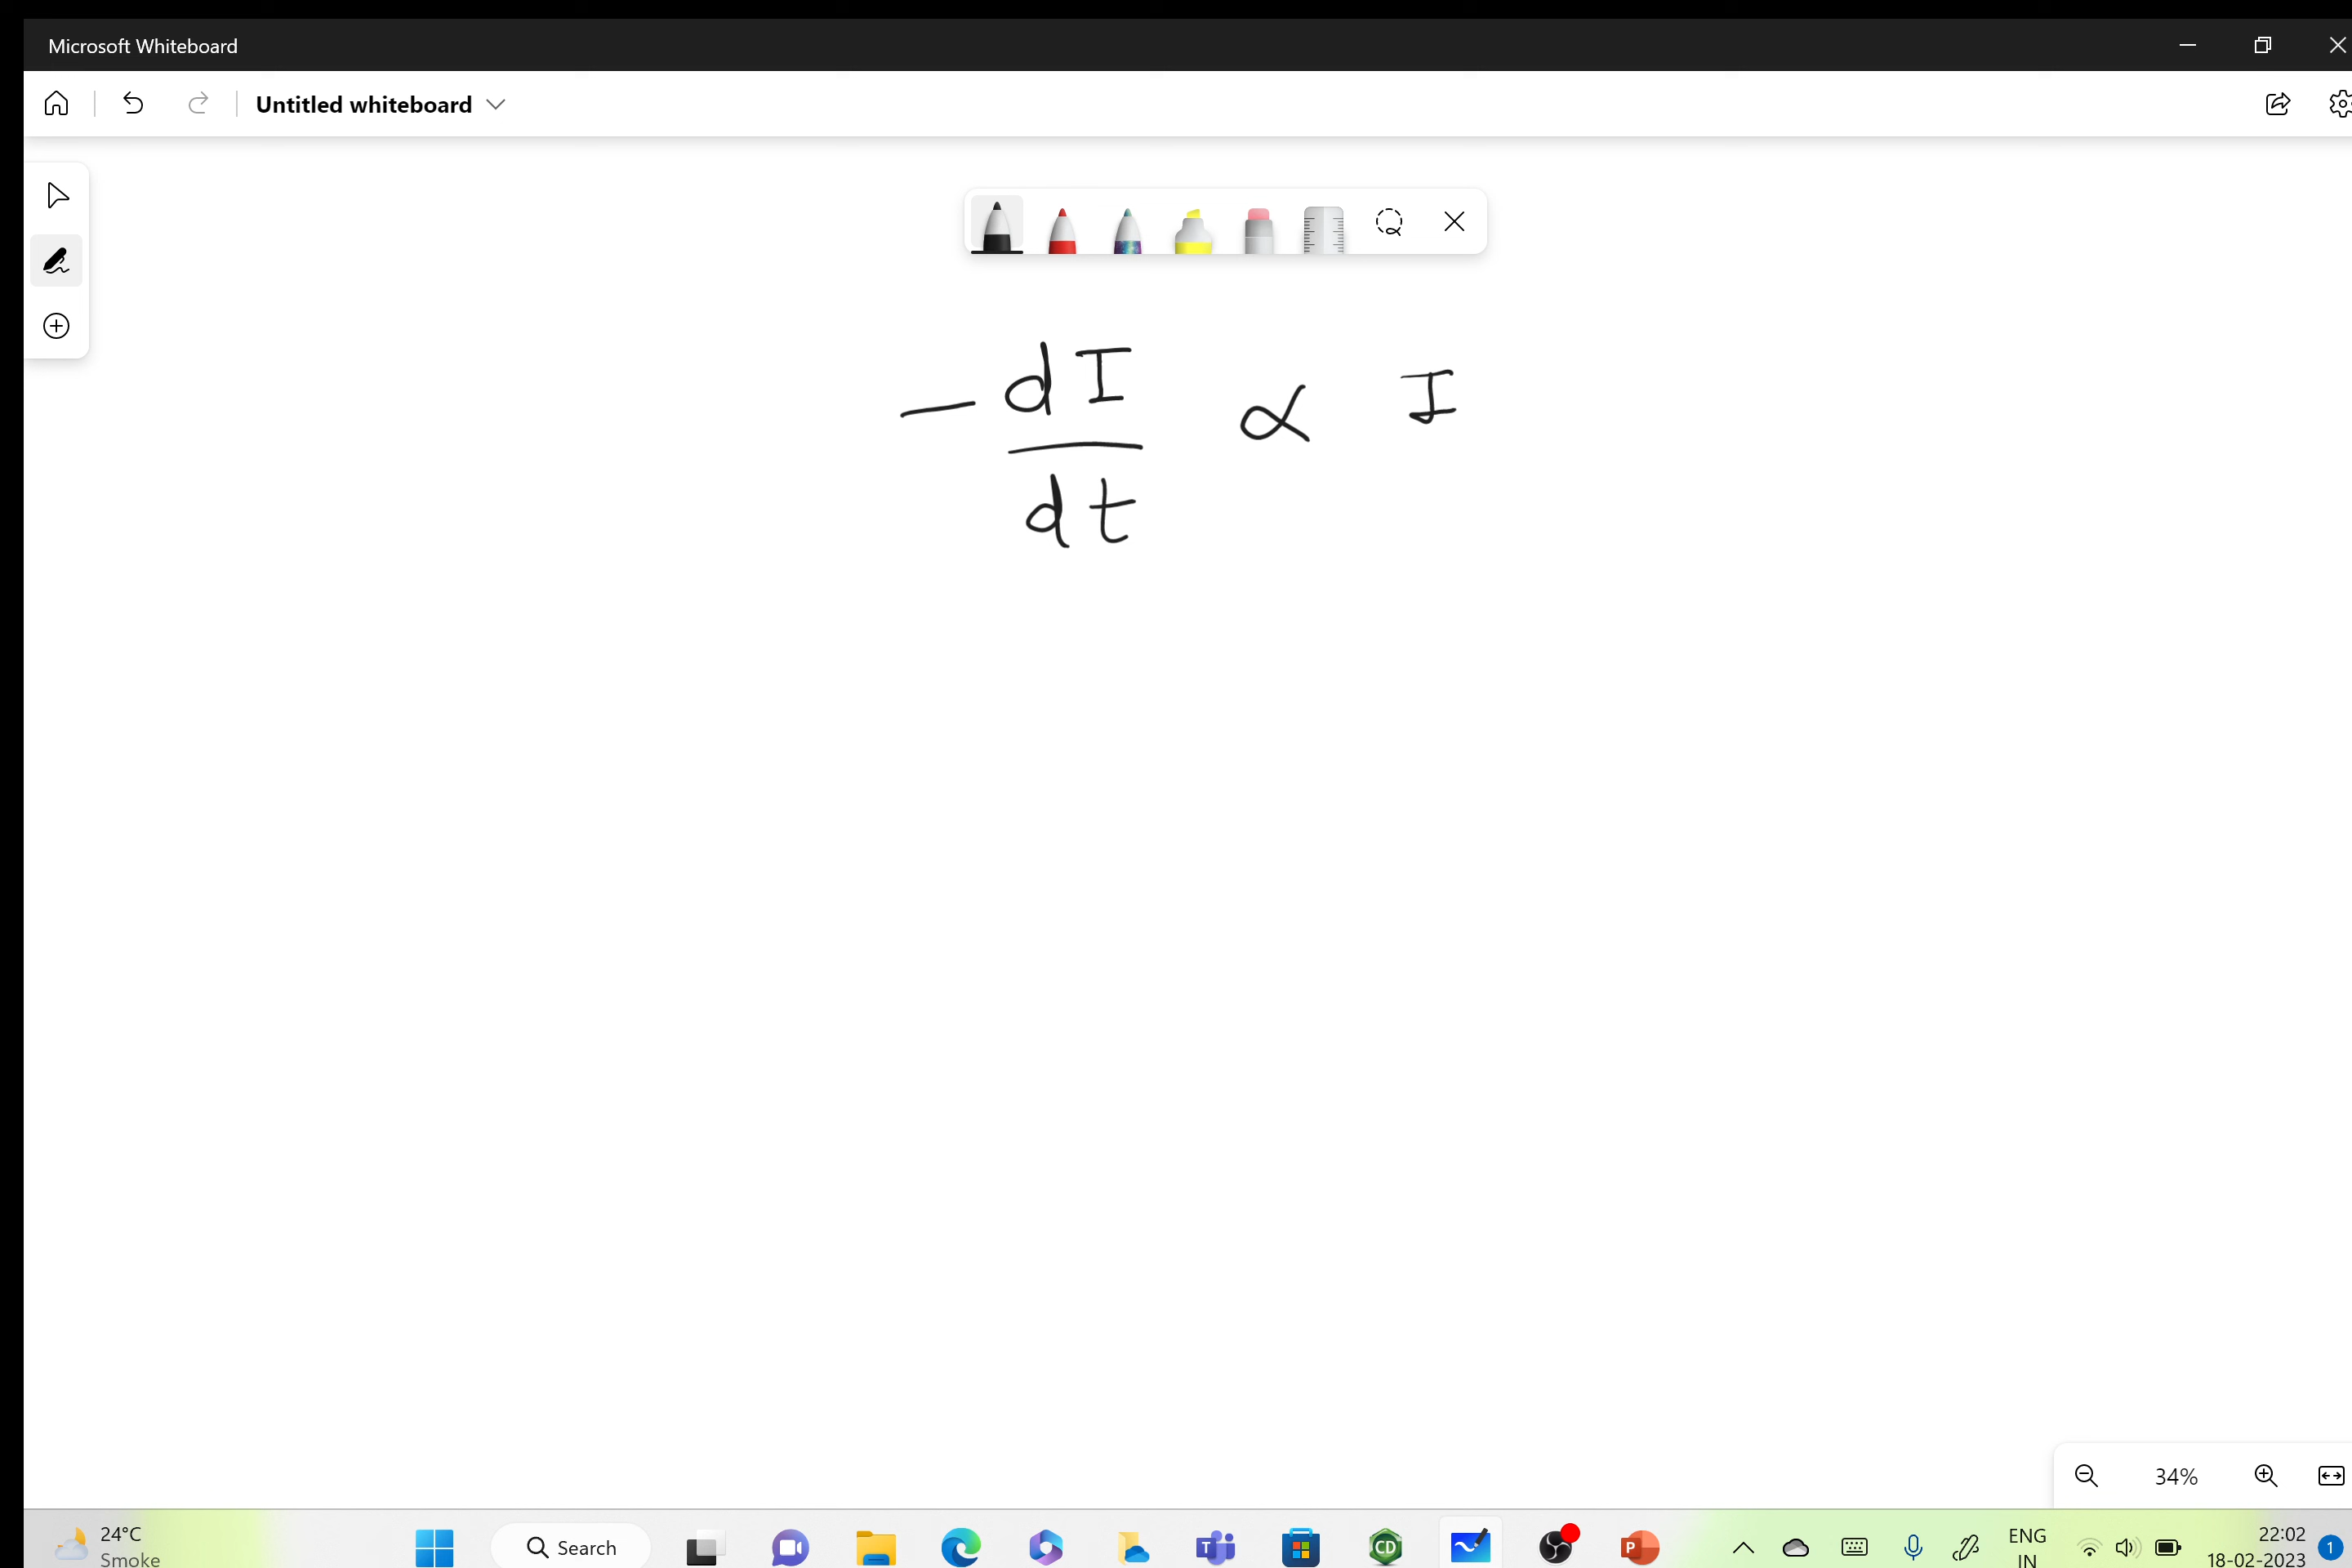 Microsoft Whiteboard
Untitled whiteboard
- dI/dt ∝ I
34%
24°C
Smoke
Search
ENG
IN
22:02
18-02-2023
1